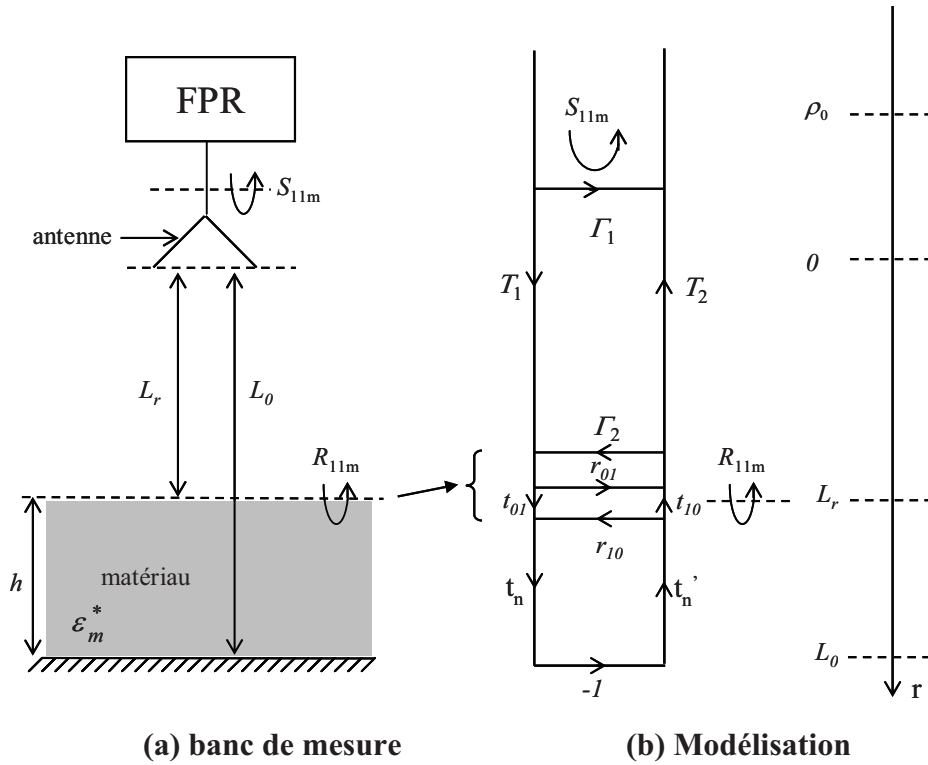 FPR
S₁₁ₘ
antenne
Lᵣ
L₀
R₁₁ₘ
h
matériau
εₘ*
(a) banc de mesure
S₁₁ₘ
Γ₁
T₁
T₂
Γ₂
r₀₁
t₀₁
t₁₀
r₁₀
R₁₁ₘ
tₙ
tₙ’
-1
(b) Modélisation
ρ₀
0
Lᵣ
L₀
r